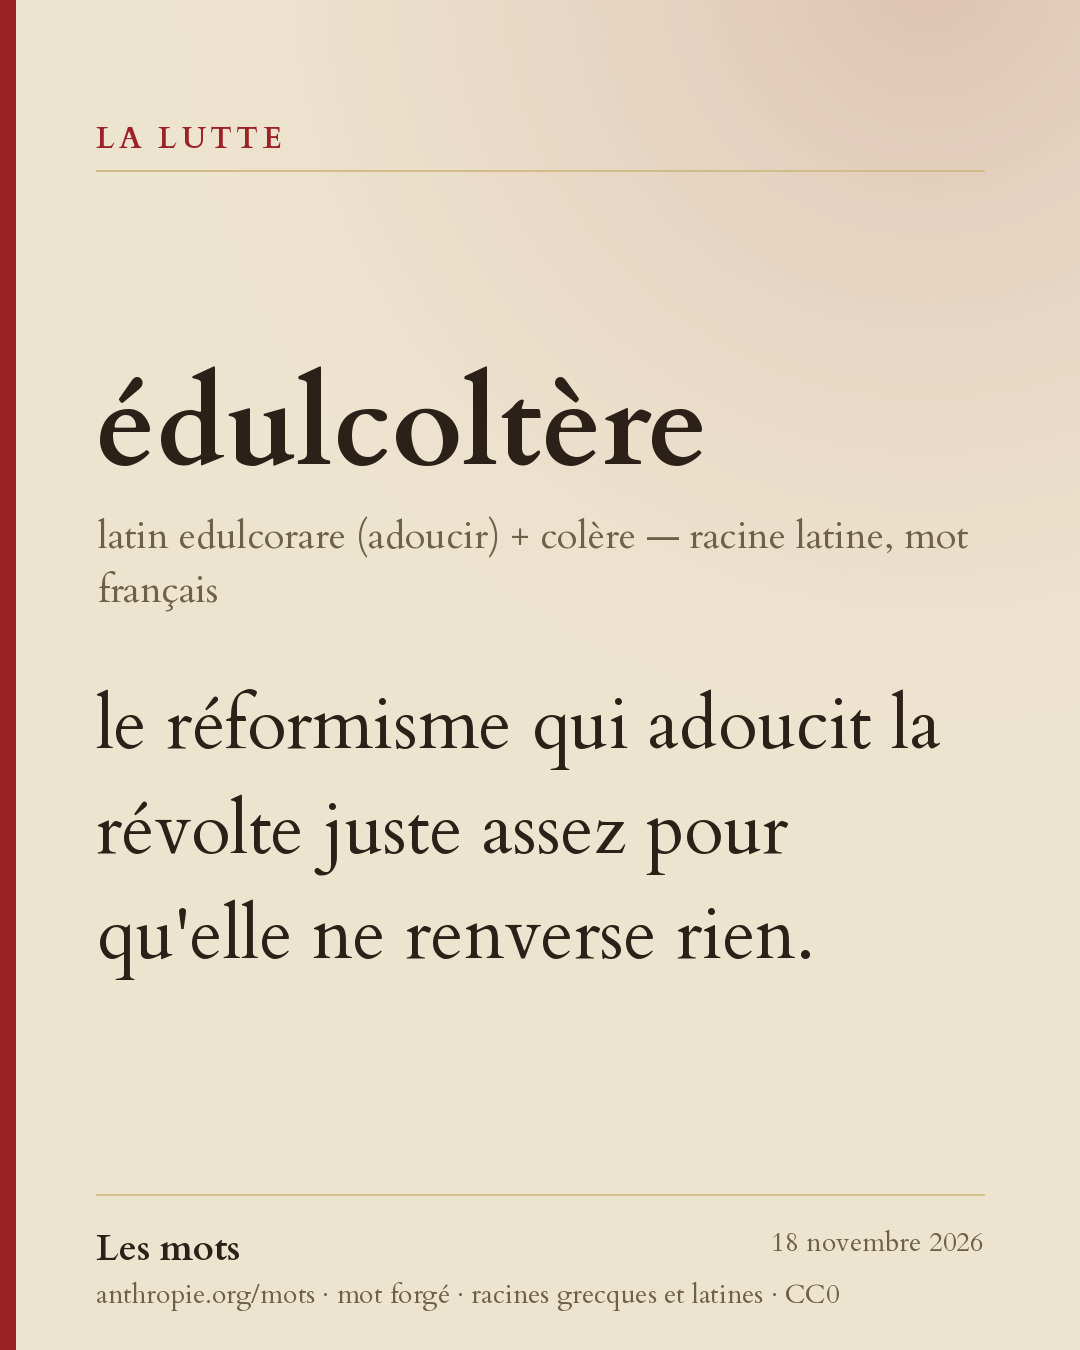 LA LUTTE
édulcoltère
latin edulcorare (adoucir) + colère — racine latine, mot
français
le réformisme qui adoucit la
révolte juste assez pour
qu'elle ne renverse rien.
Les mots
18 novembre 2026
anthropie.org/mots · mot forgé · racines grecques et latines · CC0